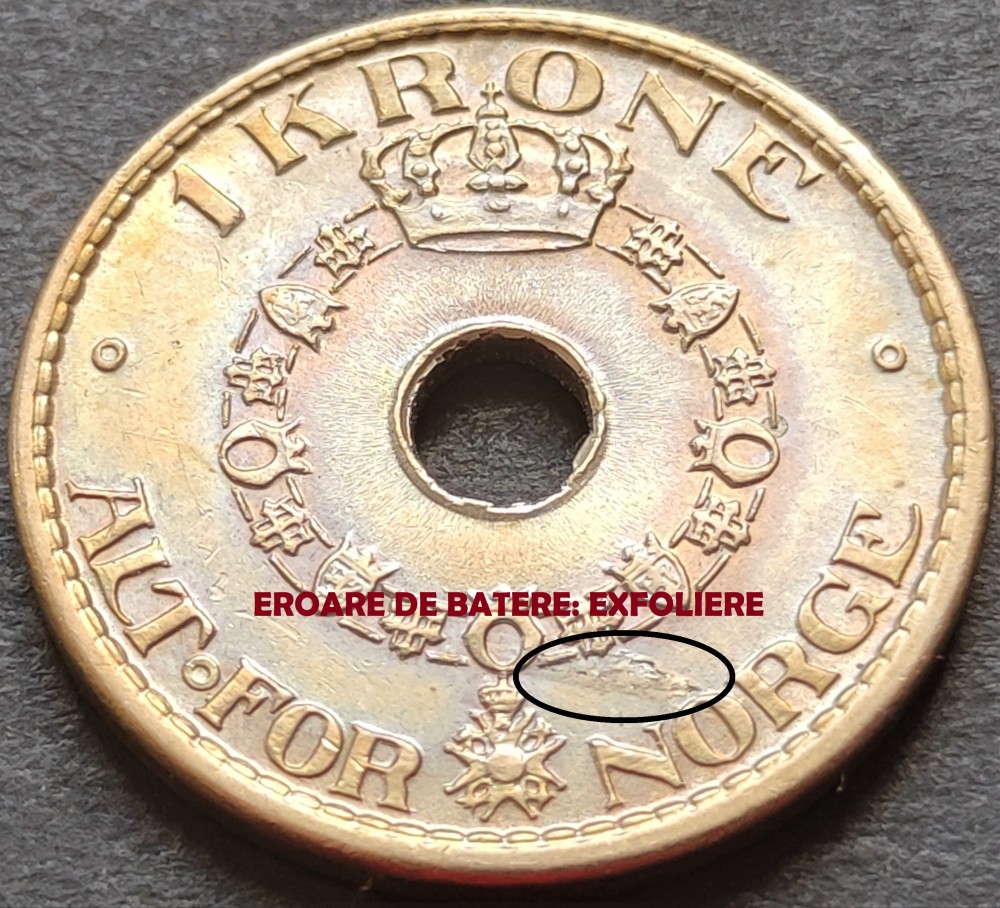 1 KRONE
EROARE DE BATERE: EXFOLIERE
ALT·FOR NORGE